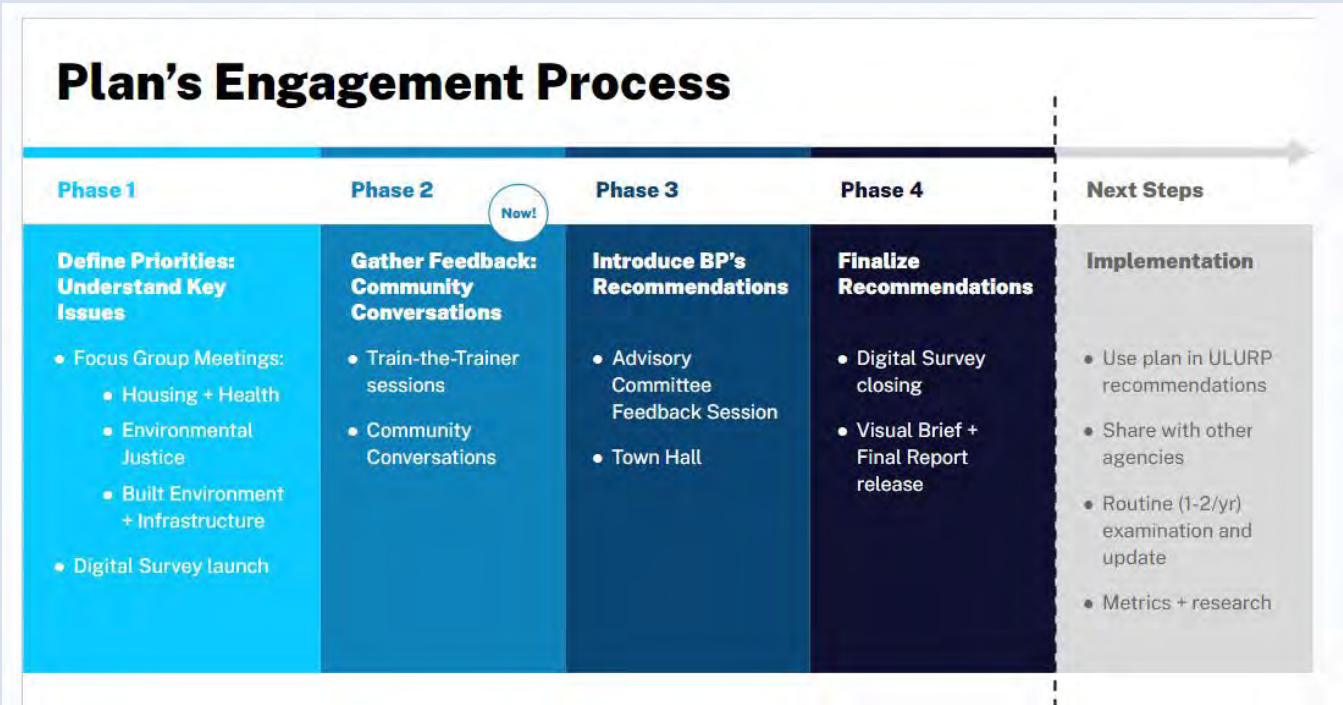 Plan's Engagement Process
Phase 1
Define Priorities:
Understand Key
Issues
• Focus Group Meetings:
• Housing + Health
• Environmental
Justice
• Built Environment
+ Infrastructure
• Digital Survey launch
Phase 2
Now!
Gather Feedback:
Community
Conversations
• Train-the-Trainer
sessions
• Community
Conversations
Phase 3
Introduce BP's
Recommendations
• Advisory
Committee
Feedback Session
• Town Hall
Phase 4
Finalize
Recommendations
• Digital Survey
closing
• Visual Brief +
Final Report
release
Next Steps
Implementation
• Use plan in ULURP
recommendations
• Share with other
agencies
• Routine (1-2/yr)
examination and
update
• Metrics + research